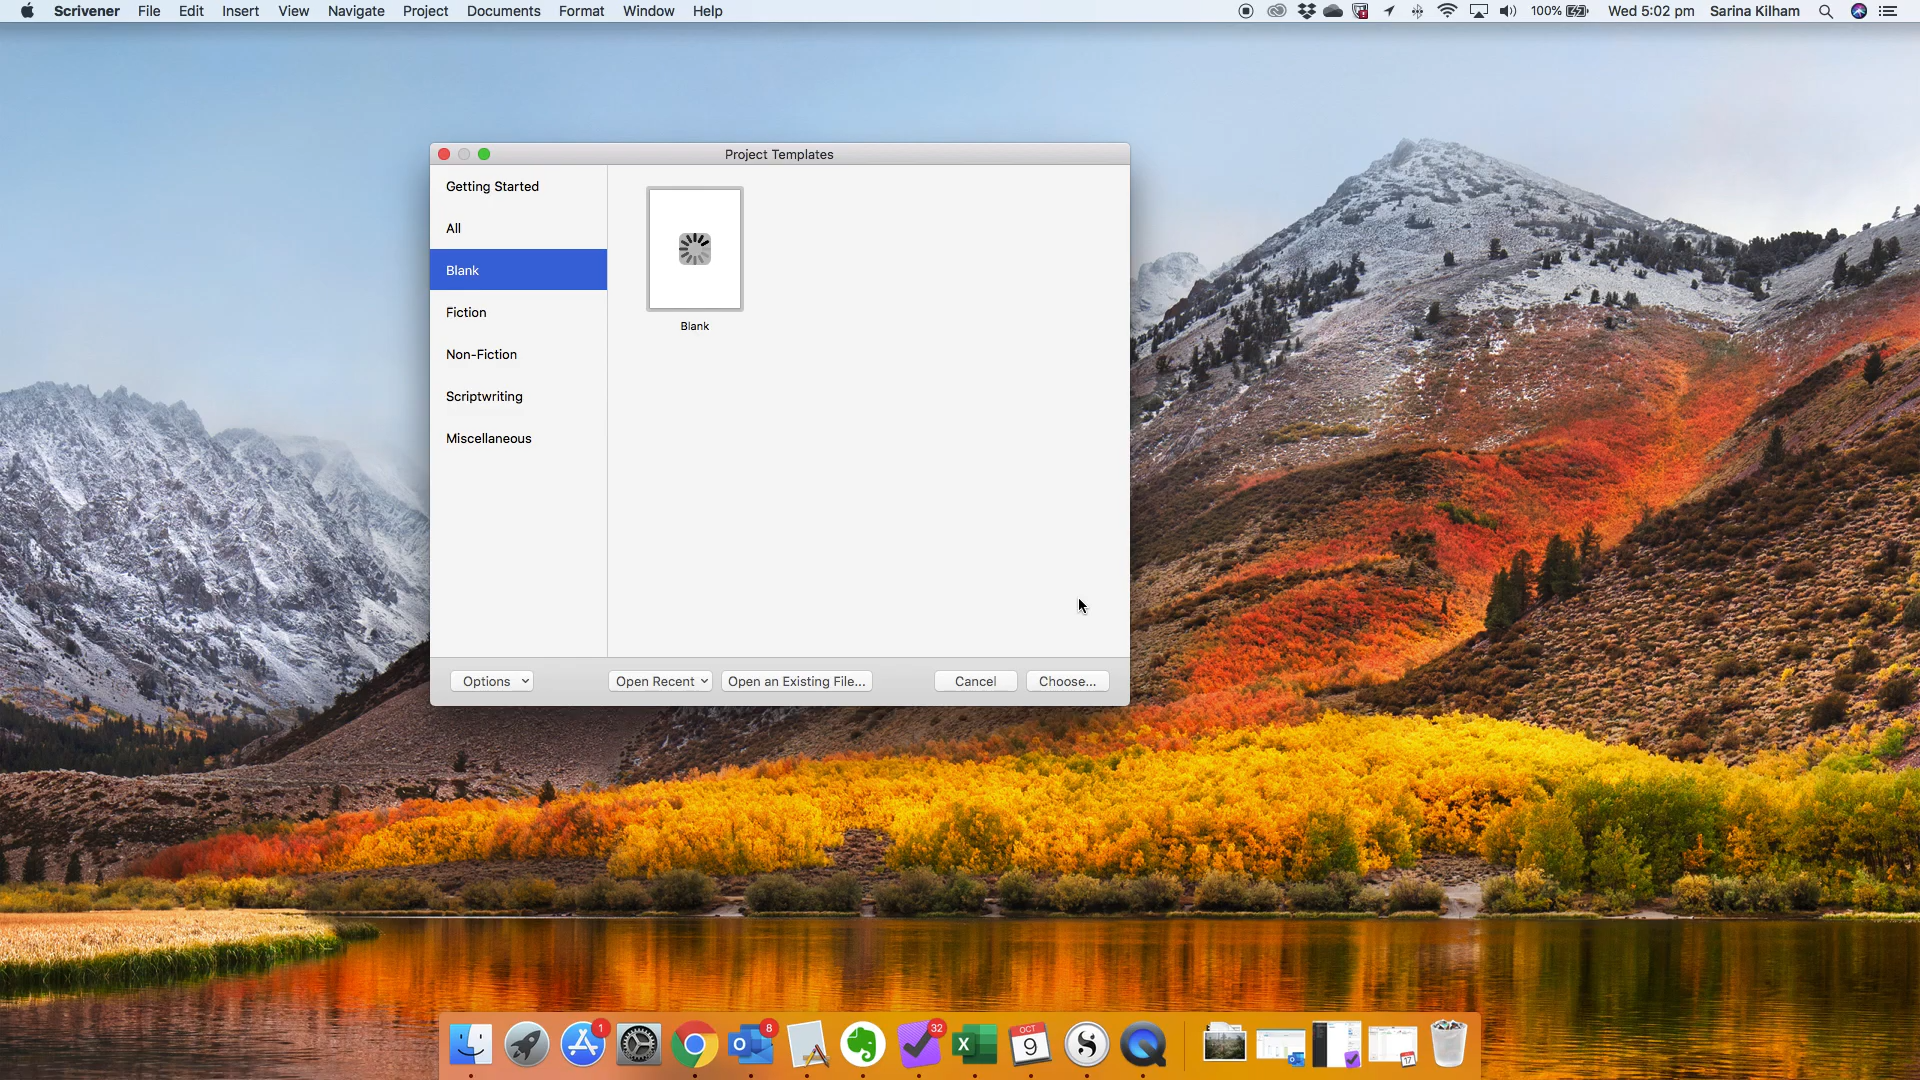 Scrivener File Edit Insert View Navigate Project Documents Format Window Help 100% Wed 5:02 pm Sarina Kilham
Project Templates
Getting Started
All
Blank
Fiction
Non-Fiction
Scriptwriting
Miscellaneous
Blank
Options Open Recent Open an Existing File... Cancel Choose...
1 8 32
OCT
9
17